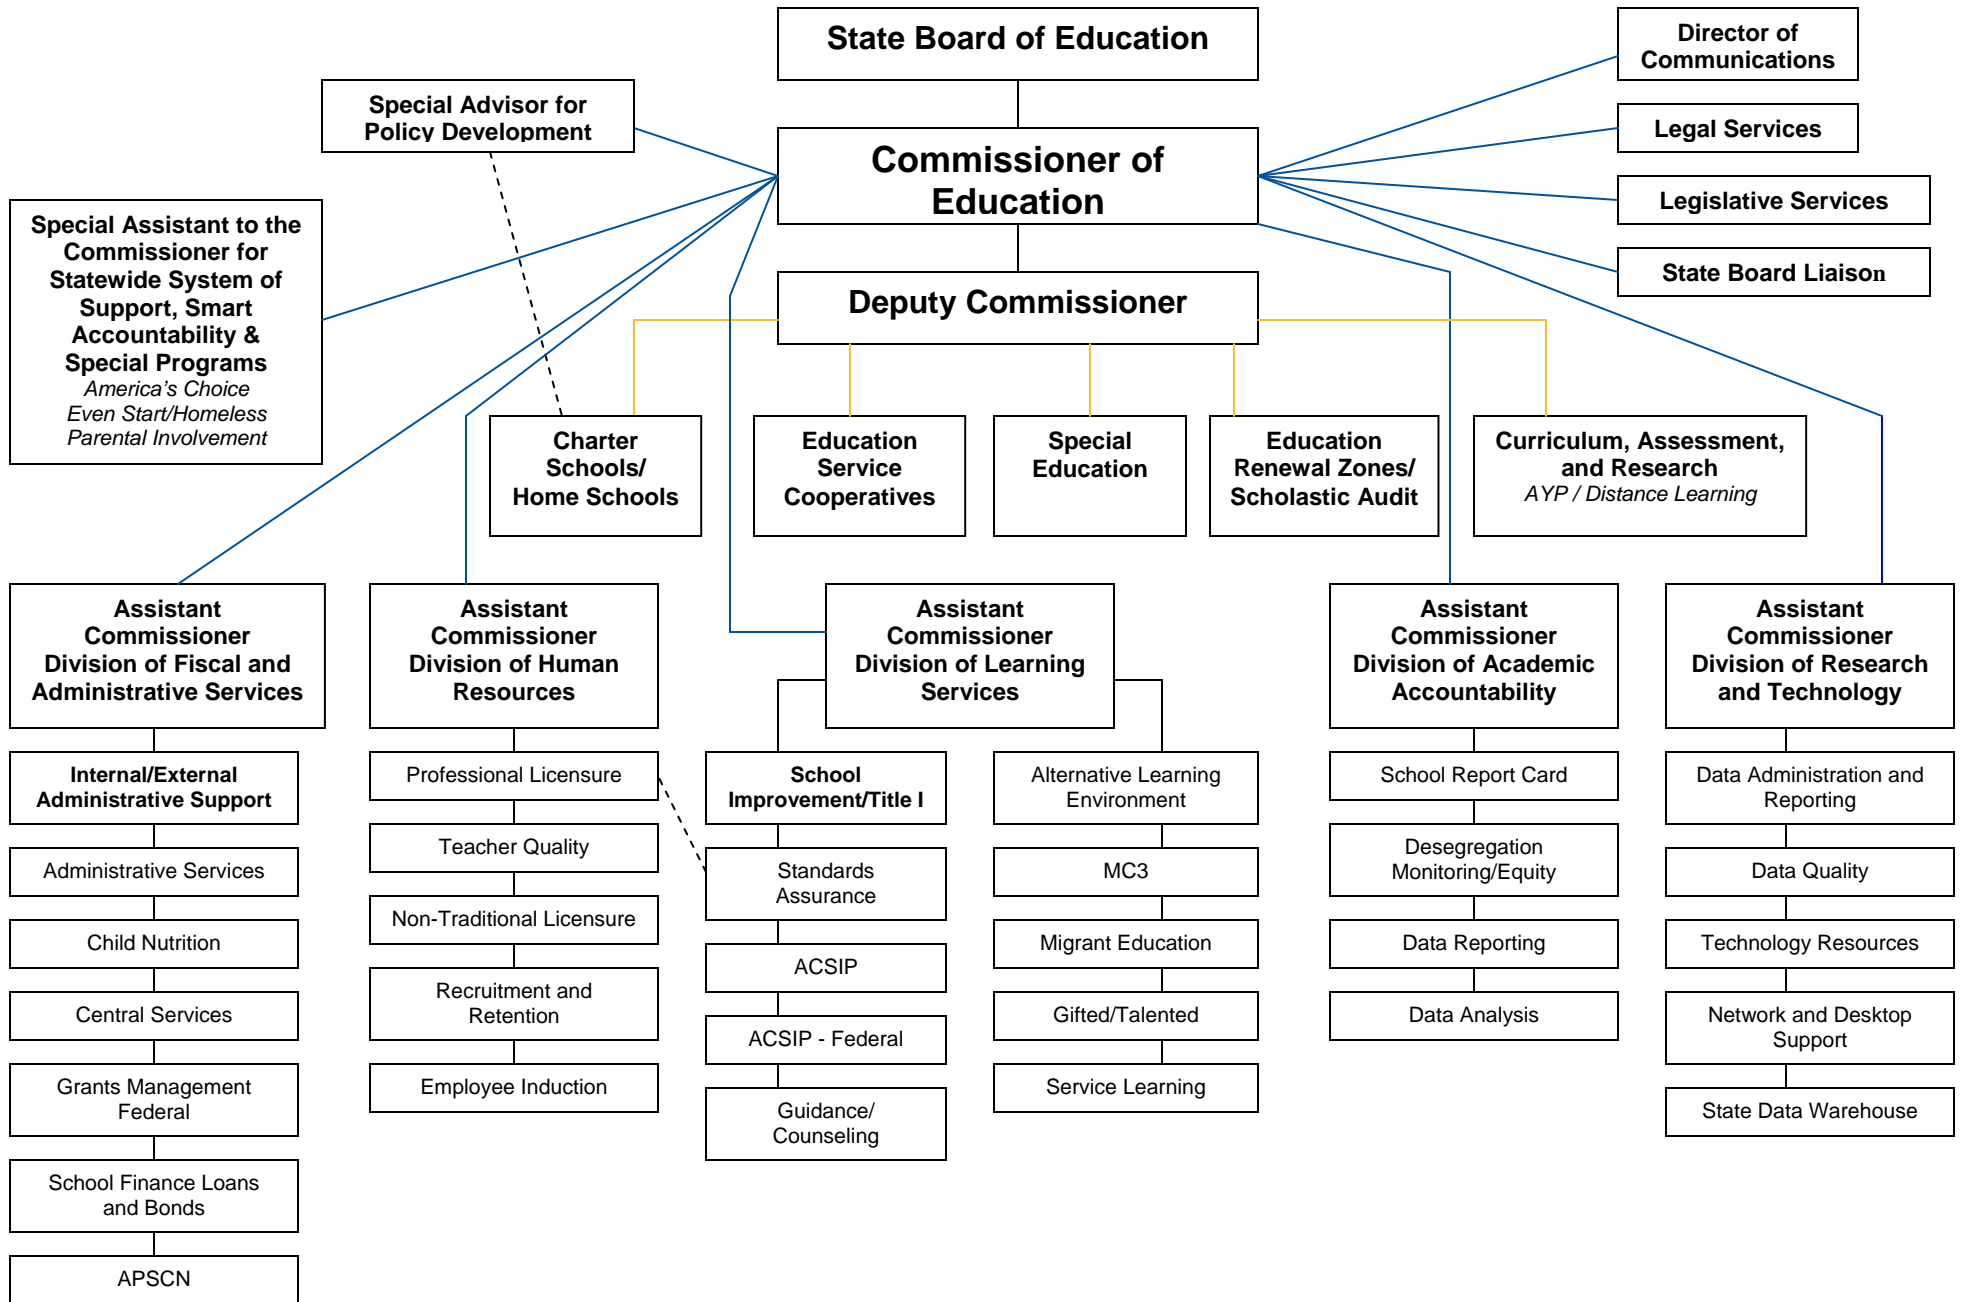 State Board of Education
Director of
Communications
Special Advisor for
Policy Development
Commissioner of
Education
Legal Services
Legislative Services
State Board Liaison
Special Assistant to the
Commissioner for
Statewide System of
Support, Smart
Accountability &
Special Programs
America's Choice
Even Start/Homeless
Parental Involvement
Deputy Commissioner
Charter
Schools/
Home Schools
Education
Service
Cooperatives
Special
Education
Education
Renewal Zones/
Scholastic Audit
Curriculum, Assessment,
and Research
AYP / Distance Learning
Assistant
Commissioner
Division of Fiscal and
Administrative Services
Internal/External
Administrative Support
Administrative Services
Child Nutrition
Central Services
Grants Management
Federal
School Finance Loans
and Bonds
APSCN
Assistant
Commissioner
Division of Human
Resources
Professional Licensure
Teacher Quality
Non-Traditional Licensure
Recruitment and
Retention
Employee Induction
Assistant
Commissioner
Division of Learning
Services
School
Improvement/Title I
Standards
Assurance
ACSIP
ACSIP - Federal
Guidance/
Counseling
Alternative Learning
Environment
MC3
Migrant Education
Gifted/Talented
Service Learning
Assistant
Commissioner
Division of Academic
Accountability
School Report Card
Desegregation
Monitoring/Equity
Data Reporting
Data Analysis
Assistant
Commissioner
Division of Research
and Technology
Data Administration and
Reporting
Data Quality
Technology Resources
Network and Desktop
Support
State Data Warehouse